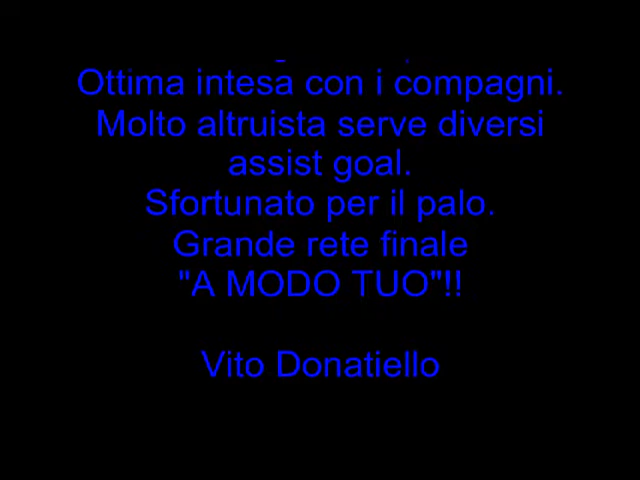 Ottima intesa con i compagni.
Molto altruista serve diversi
assist goal.
Sfortunato per il palo.
Grande rete finale
"A MODO TUO"!!
Vito Donatiello